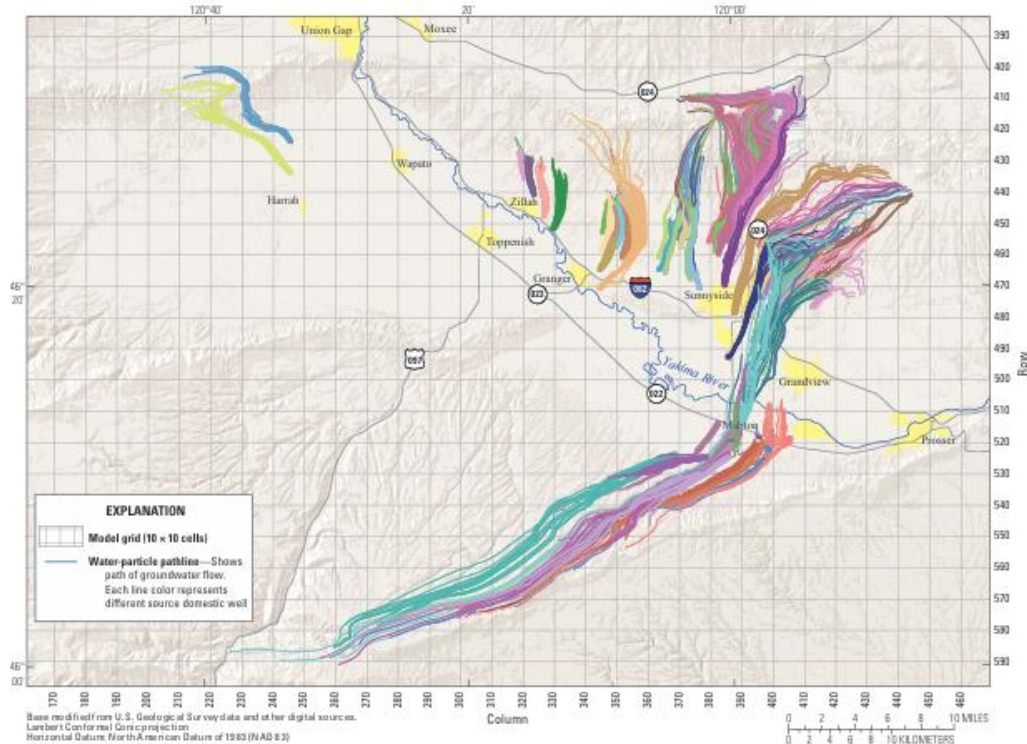 120°40'
20'
120°00'
Union Gap
Moxee
390
400
024
410
420
Wapato
430
Harrah
Zillah
440
024
450
Toppenish
460
Granger
46°
20'
082
Sunnyside
470
023
480
097
490
Yakima River
Row
Grandview
500
022
510
Prosser
520
530
EXPLANATION
540
Model grid (10 × 10 cells)
550
Water-particle pathline—Shows
path of groundwater flow.
Each line color represents
different source domestic well
560
570
580
46°
00'
590
170 180 190 200 210 220 230 240 250 260 270 280 290 300 310 320 330 340 350 360 370 380 390 400 410 420 430 440 450 460
Column
Base modified from U.S. Geological Survey data and other digital sources.
Lambert Conformal Conic projection
Horizontal Datum: North American Datum of 1983 (NAD 83)
0 2 4 6 8 10 MILES
0 2 4 6 8 10 KILOMETERS